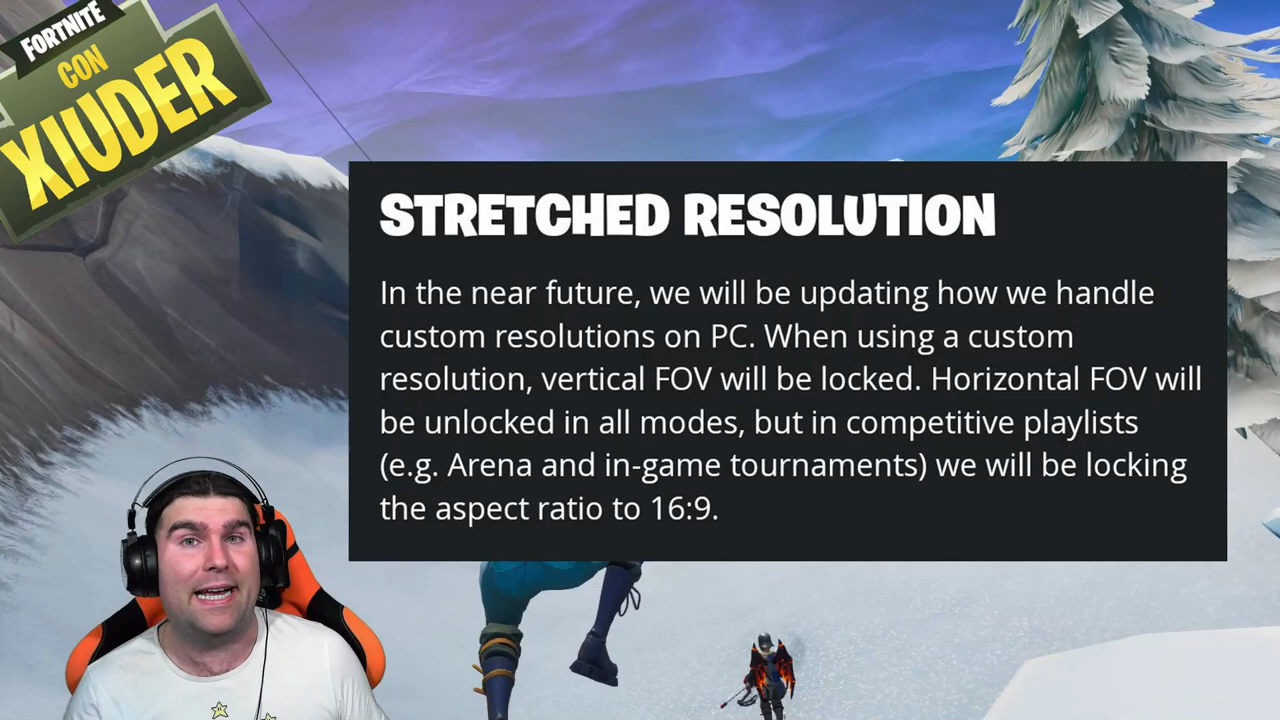 FORTNITE
CON
XIUDER
STRETCHED RESOLUTION
In the near future, we will be updating how we handle
custom resolutions on PC. When using a custom
resolution, vertical FOV will be locked. Horizontal FOV will
be unlocked in all modes, but in competitive playlists
(e.g. Arena and in-game tournaments) we will be locking
the aspect ratio to 16:9.